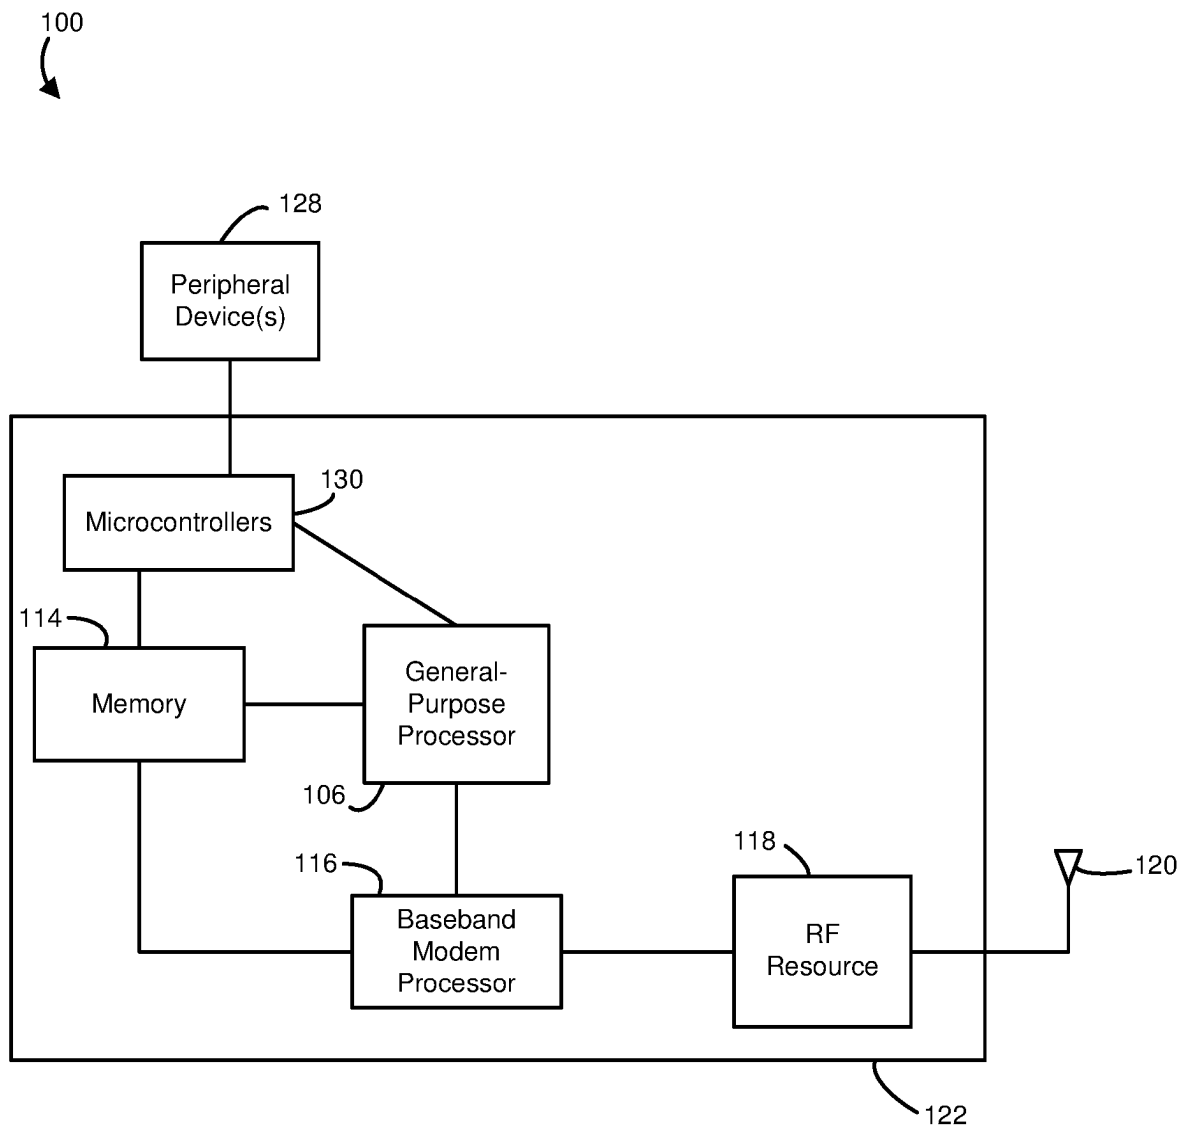 100
128
Peripheral
Device(s)
130
Microcontrollers
114
Memory
General-
Purpose
Processor
106
116
Baseband
Modem
Processor
118
RF
Resource
120
122